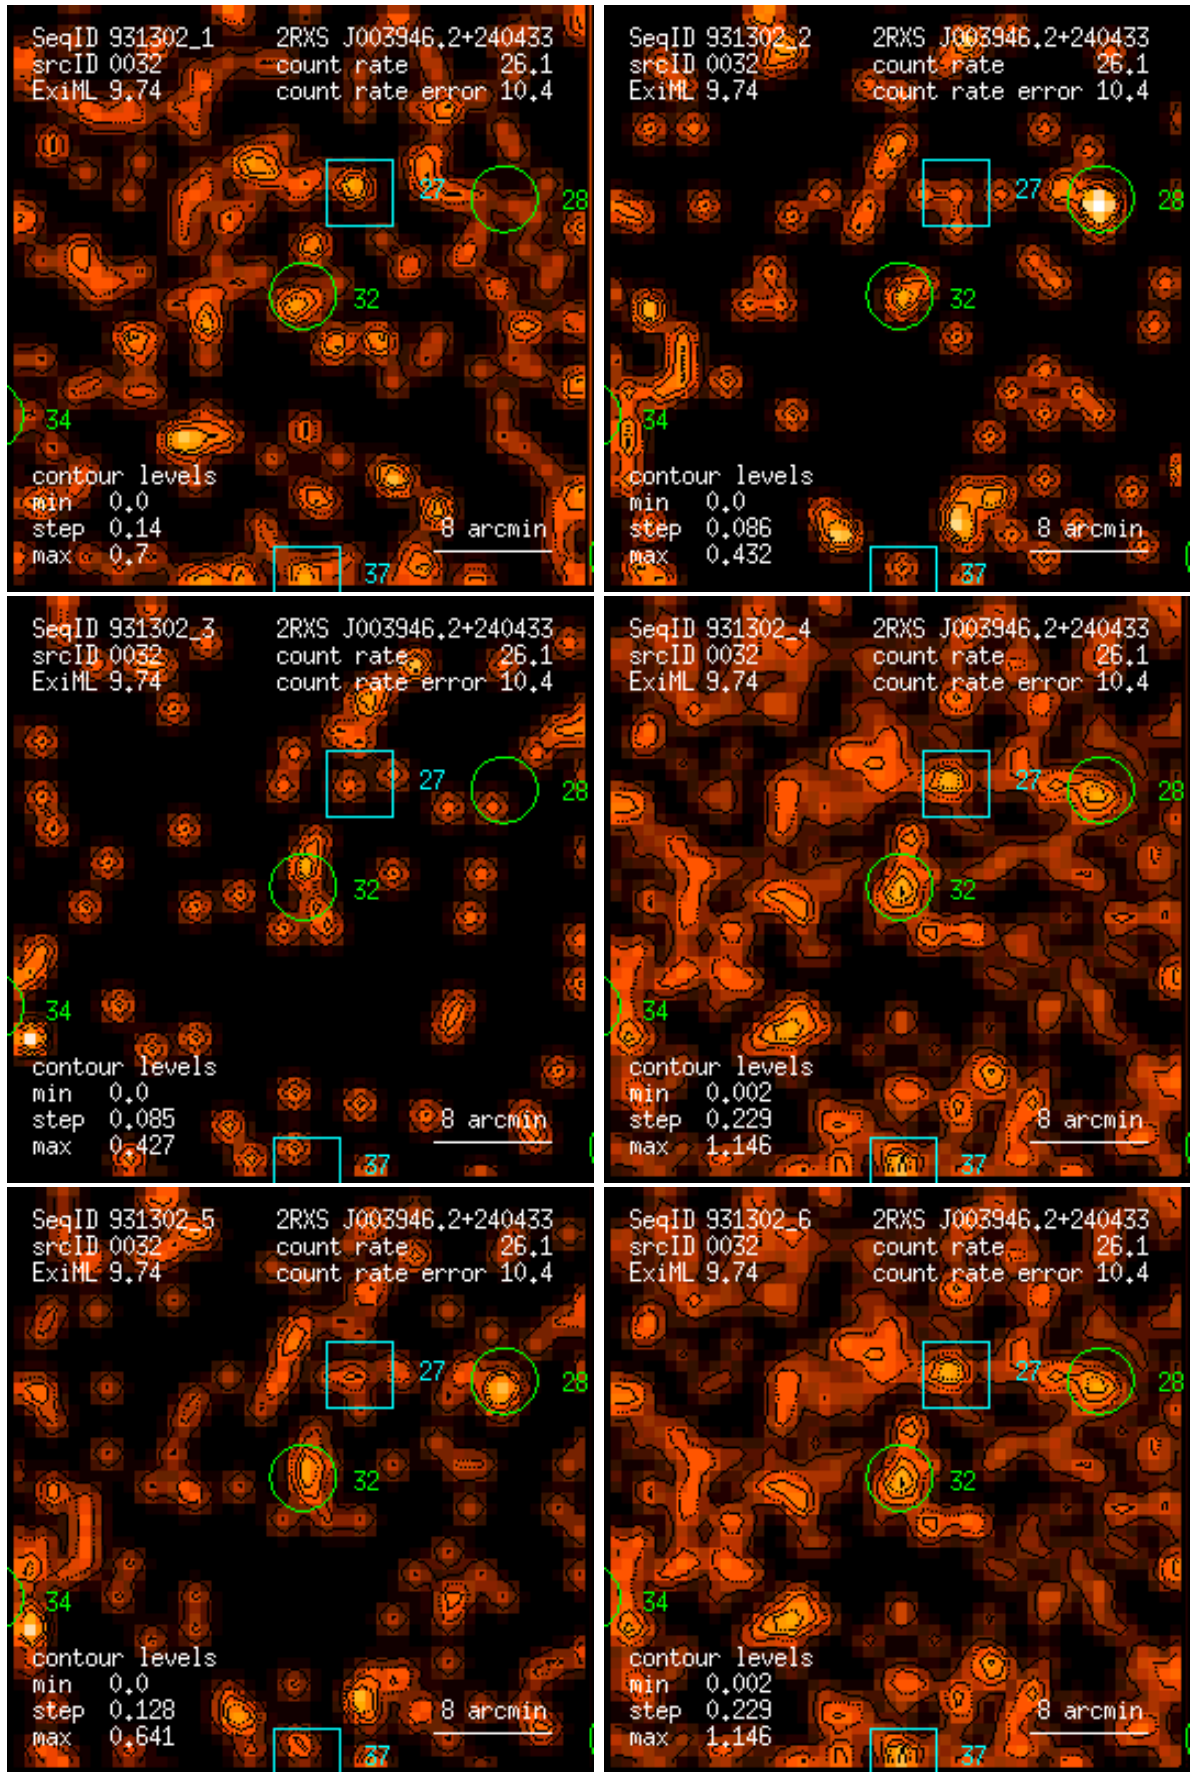 SeqID 931302_1 2RXS J003946.2+240433
srcID 0032 count rate 26.1
ExiML 9.74 count rate error 10.4
27
28
32
34
contour levels
min 0.0
step 0.14 8 arcmin
max 0.7
37
SeqID 931302_2 2RXS J003946.2+240433
srcID 0032 count rate 26.1
ExiML 9.74 count rate error 10.4
27
28
32
34
contour levels
min 0.0
step 0.086 8 arcmin
max 0.432
37
SeqID 931302_3 2RXS J003946.2+240433
srcID 0032 count rate 26.1
ExiML 9.74 count rate error 10.4
27
28
32
34
contour levels
min 0.0
step 0.085 8 arcmin
max 0.427
37
SeqID 931302_4 2RXS J003946.2+240433
srcID 0032 count rate 26.1
ExiML 9.74 count rate error 10.4
27
28
32
34
contour levels
min 0.002
step 0.229 8 arcmin
max 1.146
37
SeqID 931302_5 2RXS J003946.2+240433
srcID 0032 count rate 26.1
ExiML 9.74 count rate error 10.4
27
28
32
34
contour levels
min 0.0
step 0.128 8 arcmin
max 0.641
37
SeqID 931302_6 2RXS J003946.2+240433
srcID 0032 count rate 26.1
ExiML 9.74 count rate error 10.4
27
28
32
34
contour levels
min 0.002
step 0.229 8 arcmin
max 1.146
37